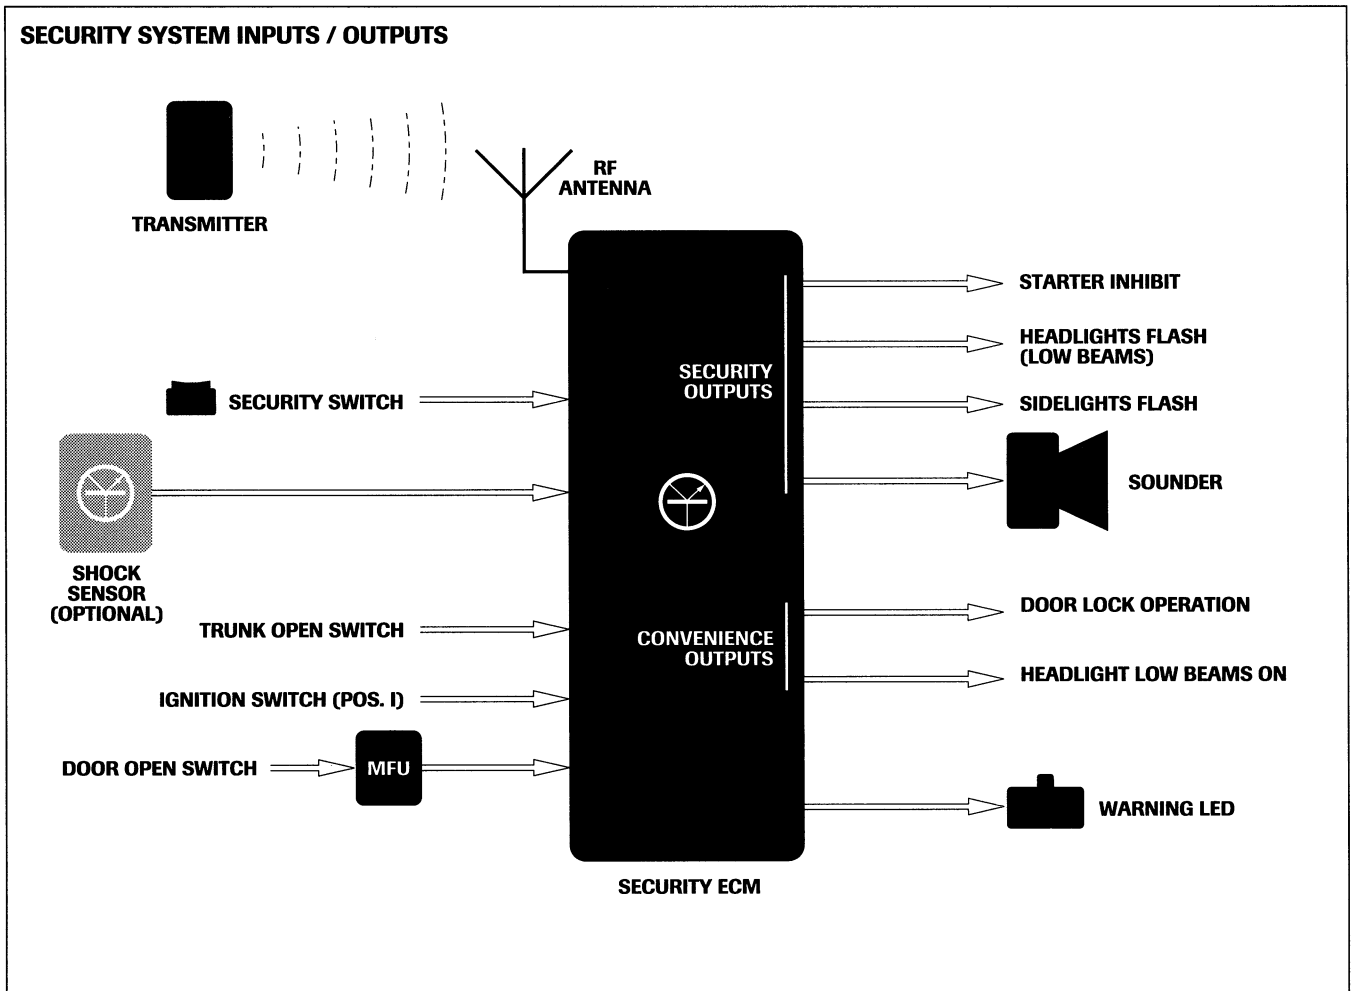 SECURITY SYSTEM INPUTS / OUTPUTS
TRANSMITTER
RF
ANTENNA
SECURITY SWITCH
SHOCK
SENSOR
(OPTIONAL)
TRUNK OPEN SWITCH
IGNITION SWITCH (POS. I)
DOOR OPEN SWITCH
MFU
SECURITY
OUTPUTS
CONVENIENCE
OUTPUTS
SECURITY ECM
STARTER INHIBIT
HEADLIGHTS FLASH
(LOW BEAMS)
SIDELIGHTS FLASH
SOUNDER
DOOR LOCK OPERATION
HEADLIGHT LOW BEAMS ON
WARNING LED